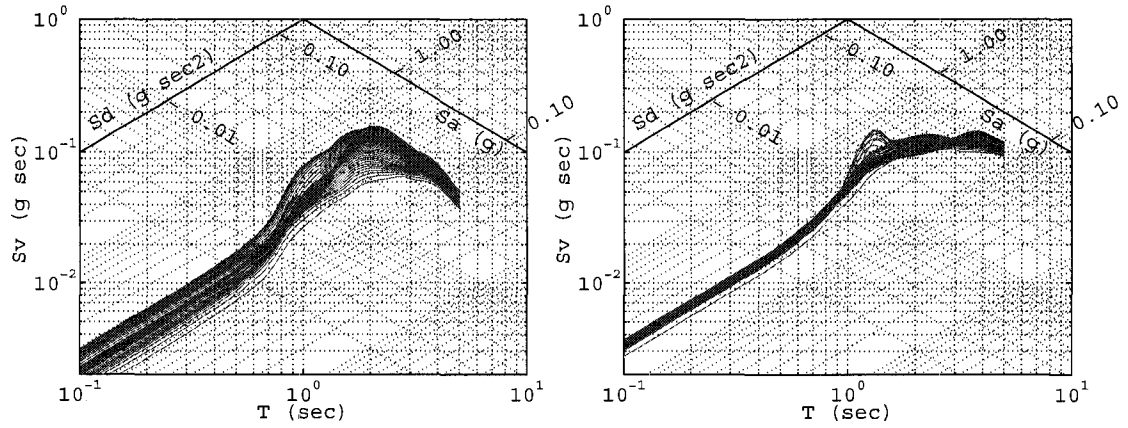 10^0
10^-1
10^-2
Sv (g sec)
Sd (g sec2)
0.01
0.10
1.00
Sa (g)
0.10
10^-1
10^0
10^1
T (sec)
10^0
10^-1
10^-2
Sv (g sec)
Sd (g sec2)
0.01
0.10
1.00
Sa (g)
0.10
10^-1
10^0
10^1
T (sec)